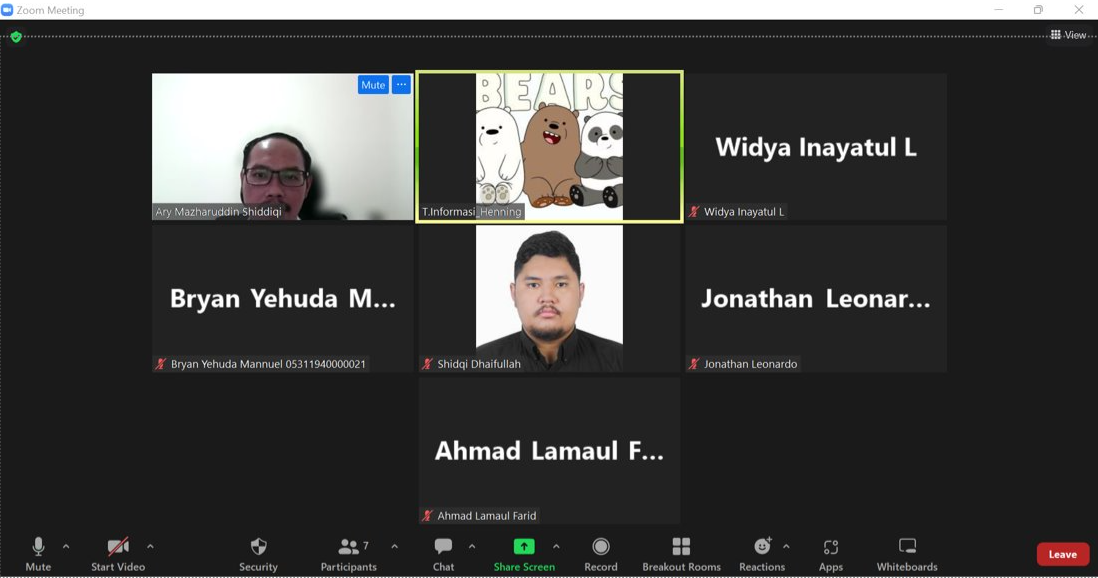 Zoom Meeting
View
Mute ...
BEARS
Ary Mazharuddin Shiddiqi
T.Informasi_Henning
Widya Inayatul L
Widya Inayatul L
Bryan Yehuda M...
Bryan Yehuda Mannuel 05311940000021
Shidqi Dhaifullah
Jonathan Leonar...
Jonathan Leonardo
Ahmad Lamaul F...
Ahmad Lamaul Farid
7
Mute
Start Video
Security
Participants
Chat
Share Screen
Record
Breakout Rooms
Reactions
Apps
Whiteboards
Leave